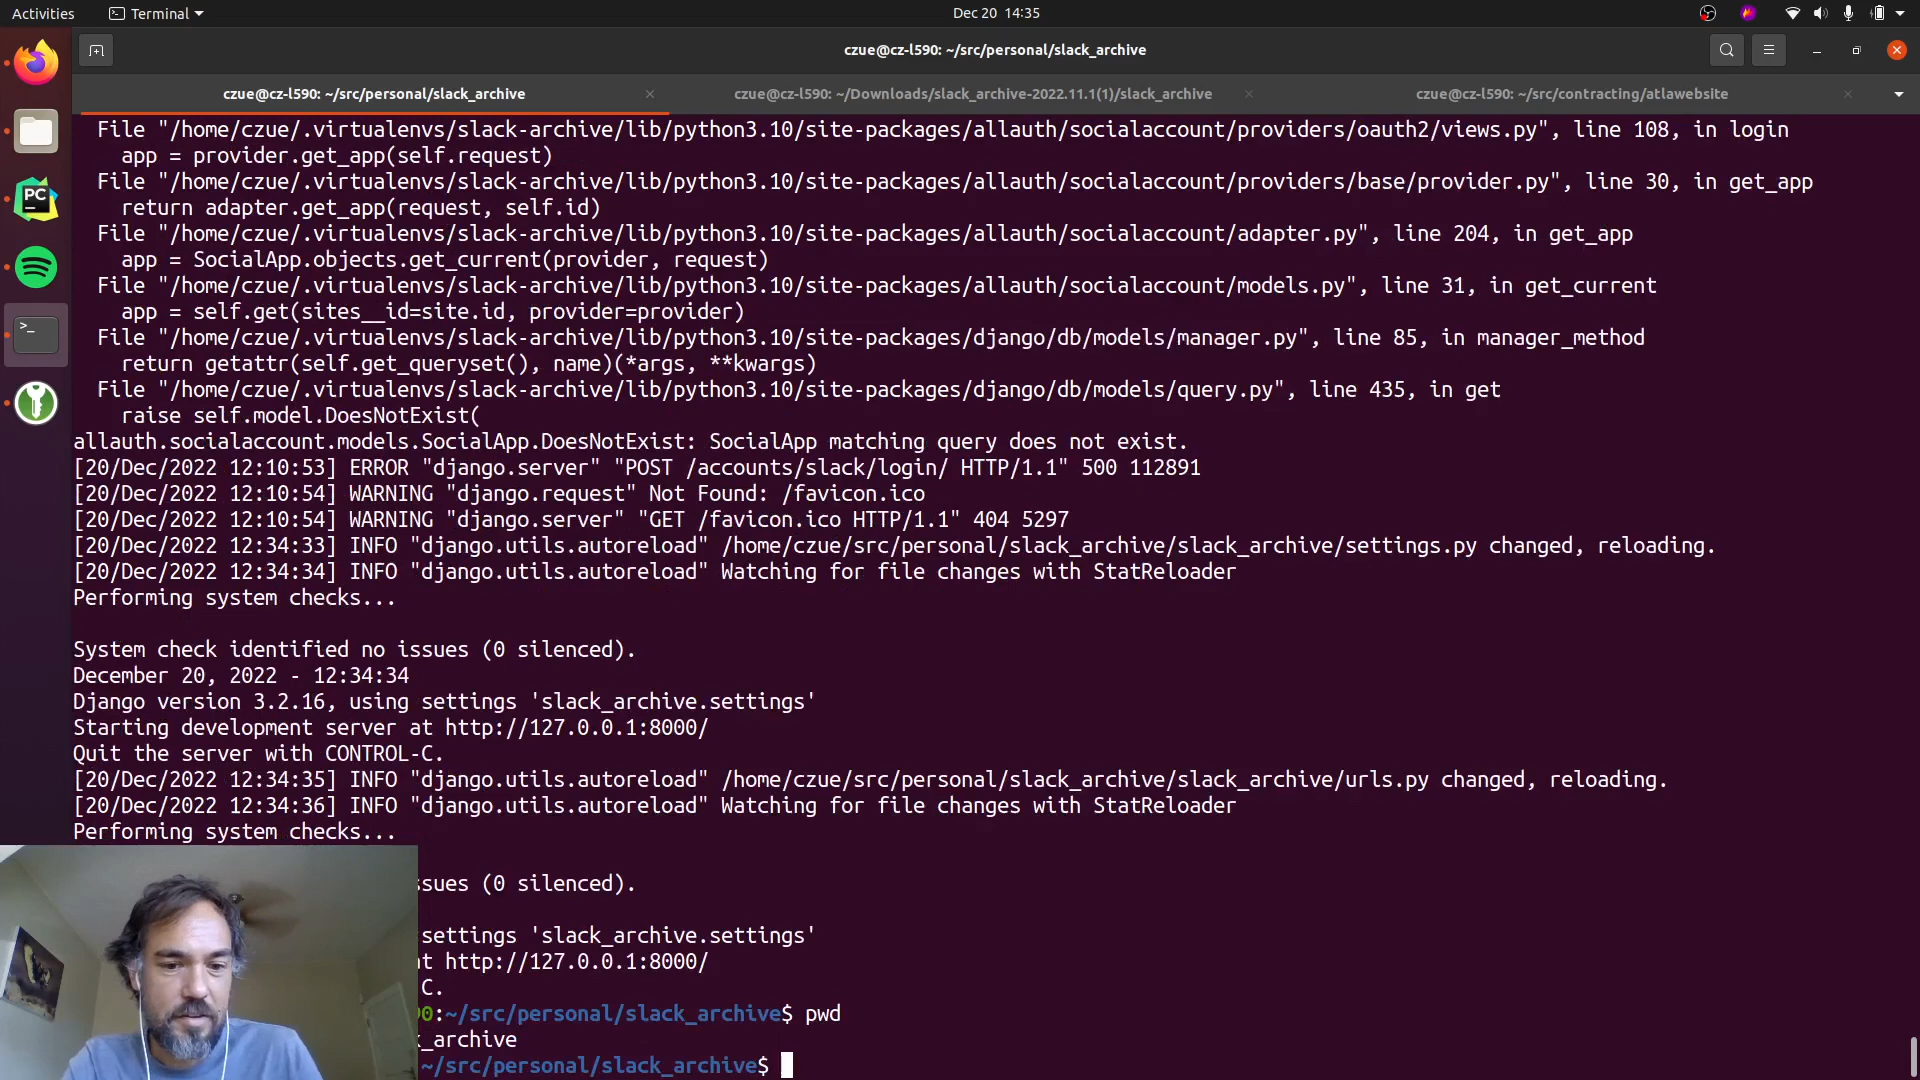 Activities
Terminal
Dec 20 14:35
czue@cz-l590: ~/src/personal/slack_archive
czue@cz-l590: ~/src/personal/slack_archive
czue@cz-l590: ~/Downloads/slack_archive-2022.11.1(1)/slack_archive
czue@cz-l590: ~/src/contracting/atlawebsite
File "/home/czue/.virtualenvs/slack-archive/lib/python3.10/site-packages/allauth/socialaccount/providers/oauth2/views.py", line 108, in login
app = provider.get_app(self.request)
File "/home/czue/.virtualenvs/slack-archive/lib/python3.10/site-packages/allauth/socialaccount/providers/base/provider.py", line 30, in get_app
return adapter.get_app(request, self.id)
File "/home/czue/.virtualenvs/slack-archive/lib/python3.10/site-packages/allauth/socialaccount/adapter.py", line 204, in get_app
app = SocialApp.objects.get_current(provider, request)
File "/home/czue/.virtualenvs/slack-archive/lib/python3.10/site-packages/allauth/socialaccount/models.py", line 31, in get_current
app = self.get(sites__id=site.id, provider=provider)
File "/home/czue/.virtualenvs/slack-archive/lib/python3.10/site-packages/django/db/models/manager.py", line 85, in manager_method
return getattr(self.get_queryset(), name)(*args, **kwargs)
File "/home/czue/.virtualenvs/slack-archive/lib/python3.10/site-packages/django/db/models/query.py", line 435, in get
raise self.model.DoesNotExist(
allauth.socialaccount.models.SocialApp.DoesNotExist: SocialApp matching query does not exist.
[20/Dec/2022 12:10:53] ERROR "django.server" "POST /accounts/slack/login/ HTTP/1.1" 500 112891
[20/Dec/2022 12:10:54] WARNING "django.request" Not Found: /favicon.ico
[20/Dec/2022 12:10:54] WARNING "django.server" "GET /favicon.ico HTTP/1.1" 404 5297
[20/Dec/2022 12:34:33] INFO "django.utils.autoreload" /home/czue/src/personal/slack_archive/slack_archive/settings.py changed, reloading.
[20/Dec/2022 12:34:34] INFO "django.utils.autoreload" Watching for file changes with StatReloader
Performing system checks...
System check identified no issues (0 silenced).
December 20, 2022 - 12:34:34
Django version 3.2.16, using settings 'slack_archive.settings'
Starting development server at http://127.0.0.1:8000/
Quit the server with CONTROL-C.
[20/Dec/2022 12:34:35] INFO "django.utils.autoreload" /home/czue/src/personal/slack_archive/slack_archive/urls.py changed, reloading.
[20/Dec/2022 12:34:36] INFO "django.utils.autoreload" Watching for file changes with StatReloader
Performing system checks...
ssues (0 silenced).
settings 'slack_archive.settings'
t http://127.0.0.1:8000/
C.
90:~/src/personal/slack_archive$ pwd
k_archive
~/src/personal/slack_archive$
PC
>_